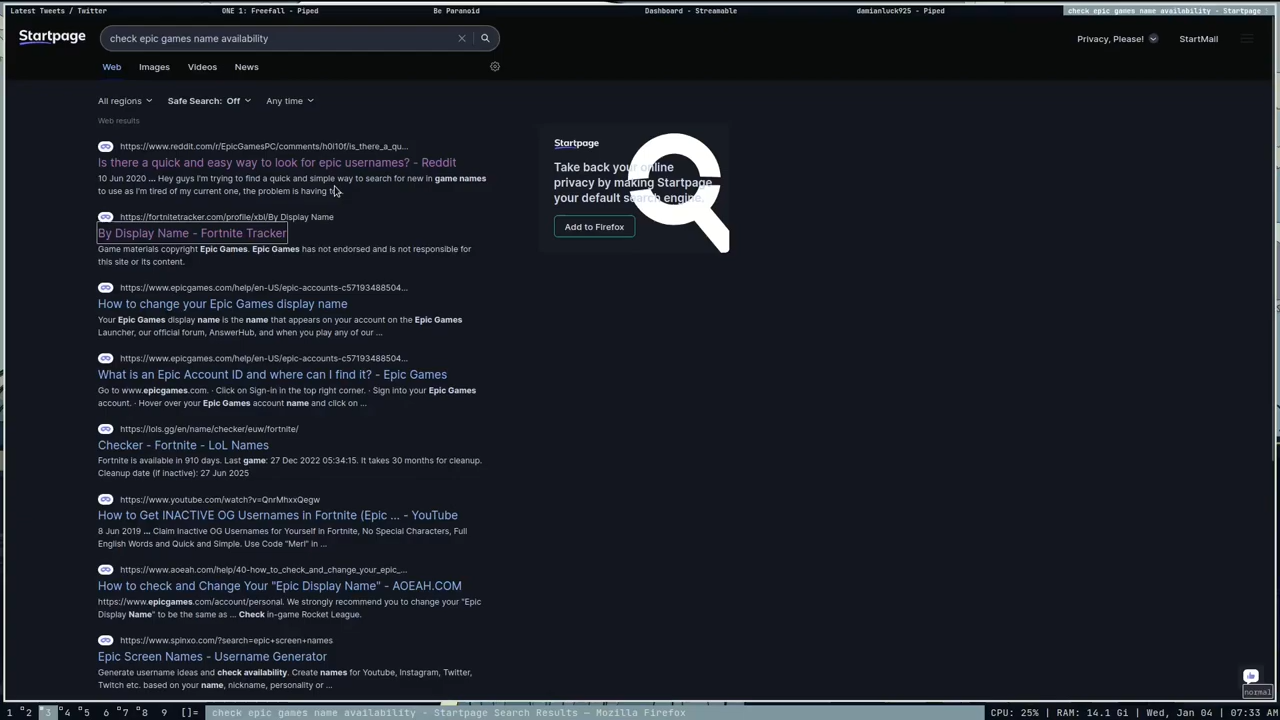 Latest Tweets / Twitter
ONE 1: Freefall - Piped
Be Paranoid
Dashboard - Streamable
damianluck925 - Piped
check epic games name availability - Startpage
Startpage
check epic games name availability
Privacy, Please!
StartMail
Web
Images
Videos
News
All regions
Safe Search: Off
Any time
Web results
https://www.reddit.com/r/EpicGamesPC/comments/h0l10f/is_there_a_qu...
Is there a quick and easy way to look for epic usernames? - Reddit
10 Jun 2020 ... Hey guys I'm trying to find a quick and simple way to search for new in game names
to use as I'm tired of my current one, the problem is having
https://fortnitetracker.com/profile/xbl/By Display Name
By Display Name - Fortnite Tracker
Game materials copyright Epic Games. Epic Games has not endorsed and is not responsible for
this site or its content.
https://www.epicgames.com/help/en-US/epic-accounts-c57193488504...
How to change your Epic Games display name
Your Epic Games display name is the name that appears on your account on the Epic Games
Launcher, our official forum, AnswerHub, and when you play any of our ...
https://www.epicgames.com/help/en-US/epic-accounts-c57193488504...
What is an Epic Account ID and where can I find it? - Epic Games
Go to www.epicgames.com. · Click on Sign-in in the top right corner. · Sign into your Epic Games
account. · Hover over your Epic Games account name and click on ...
https://lols.gg/en/name/checker/euw/fortnite/
Checker - Fortnite - LoL Names
Fortnite is available in 910 days. Last game: 27 Dec 2022 05:34:15. It takes 30 months for cleanup.
Cleanup date (if inactive): 27 Jun 2025
https://www.youtube.com/watch?v=QnrMhxxQegw
How to Get INACTIVE OG Usernames in Fortnite (Epic ... - YouTube
8 Jun 2019 ... Claim Inactive OG Usernames for Yourself in Fortnite, No Special Characters, Full
English Words and Quick and Simple. Use Code “Merl” in ...
https://www.aoeah.com/help/40-how_to_check_and_change_your_epic_...
How to check and Change Your "Epic Display Name" - AOEAH.COM
https://www.epicgames.com/account/personal. We strongly recommend you to change your "Epic
Display Name" to be the same as ... Check in-game Rocket League.
https://www.spinxo.com/?search=epic+screen+names
Epic Screen Names - Username Generator
Generate username ideas and check availability. Create names for Youtube, Instagram, Twitter,
Twitch etc. based on your name, nickname, personality or ...
Startpage
Take back your online
privacy by making Startpage
your default search engine.
Add to Firefox
normal
1 2 3 4 5 6 7 8 9 []= check epic games name availability - Startpage Search Results — Mozilla Firefox
CPU: 25% | RAM: 14.1 Gi | Wed, Jan 04 | 07:33 AM